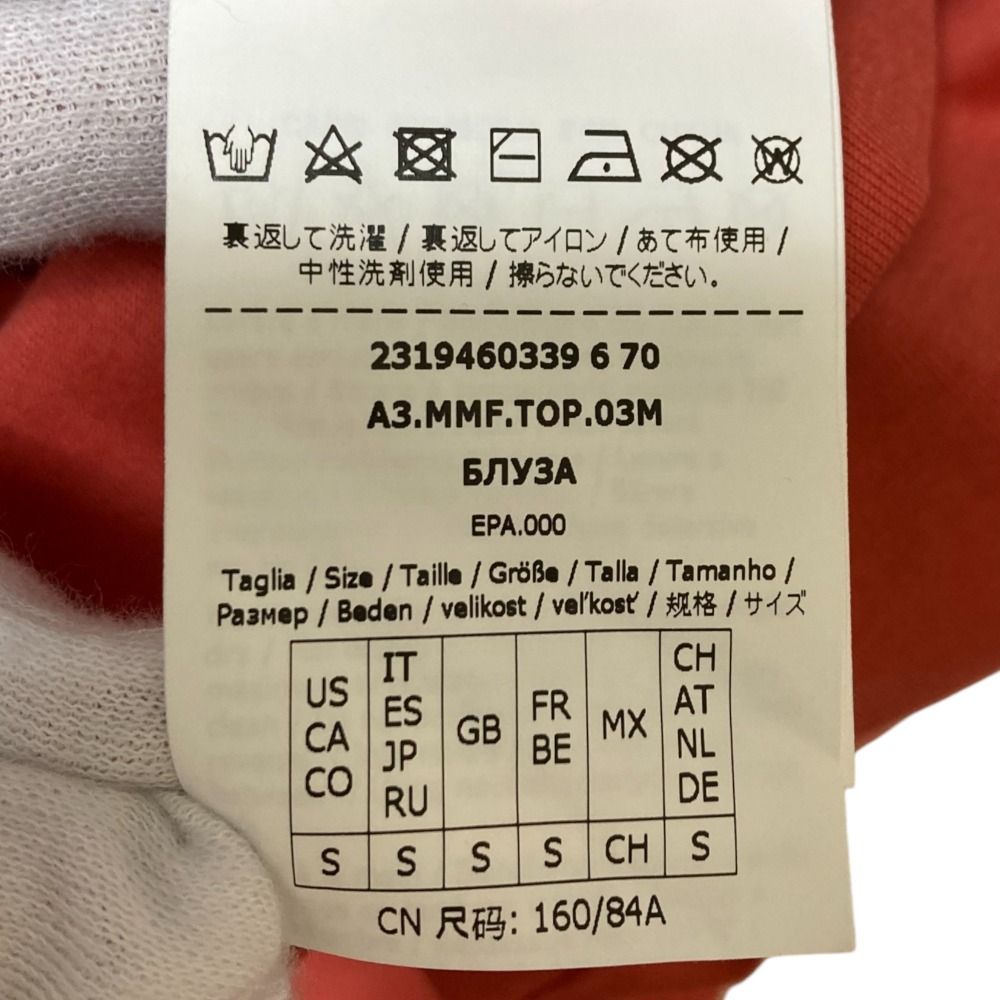 裏返して洗濯 / 裏返してアイロン / あて布使用 /
中性洗剤使用 / 擦らないでください。
2319460339 6 70
A3.MMF.TOP.03M
БЛУЗА
EPA.000
Taglia / Size / Taille / Größe / Talla / Tamanho /
Размер / Beden / velikost / veľkosť / 规格 / サイズ
US CA CO
IT ES JP RU
GB
FR BE
MX
CH AT NL DE
S S S S CH S
CN 尺码: 160/84A